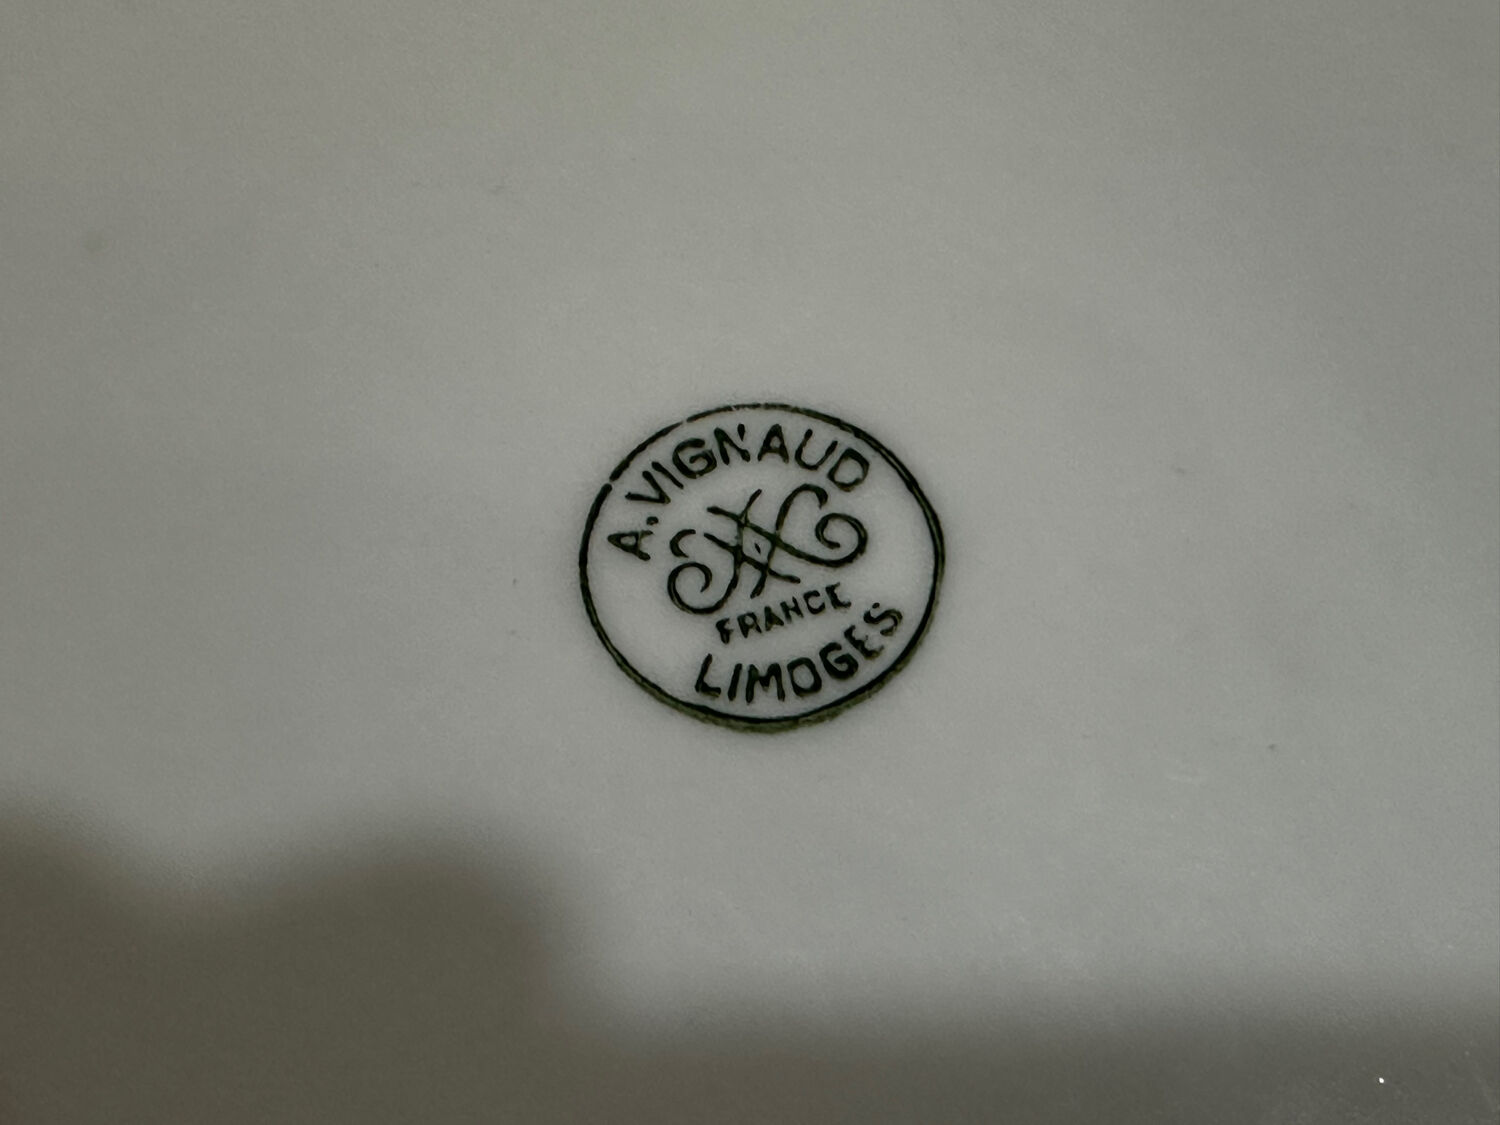 A. VIGNAUD
FRANCE
LIMOGES